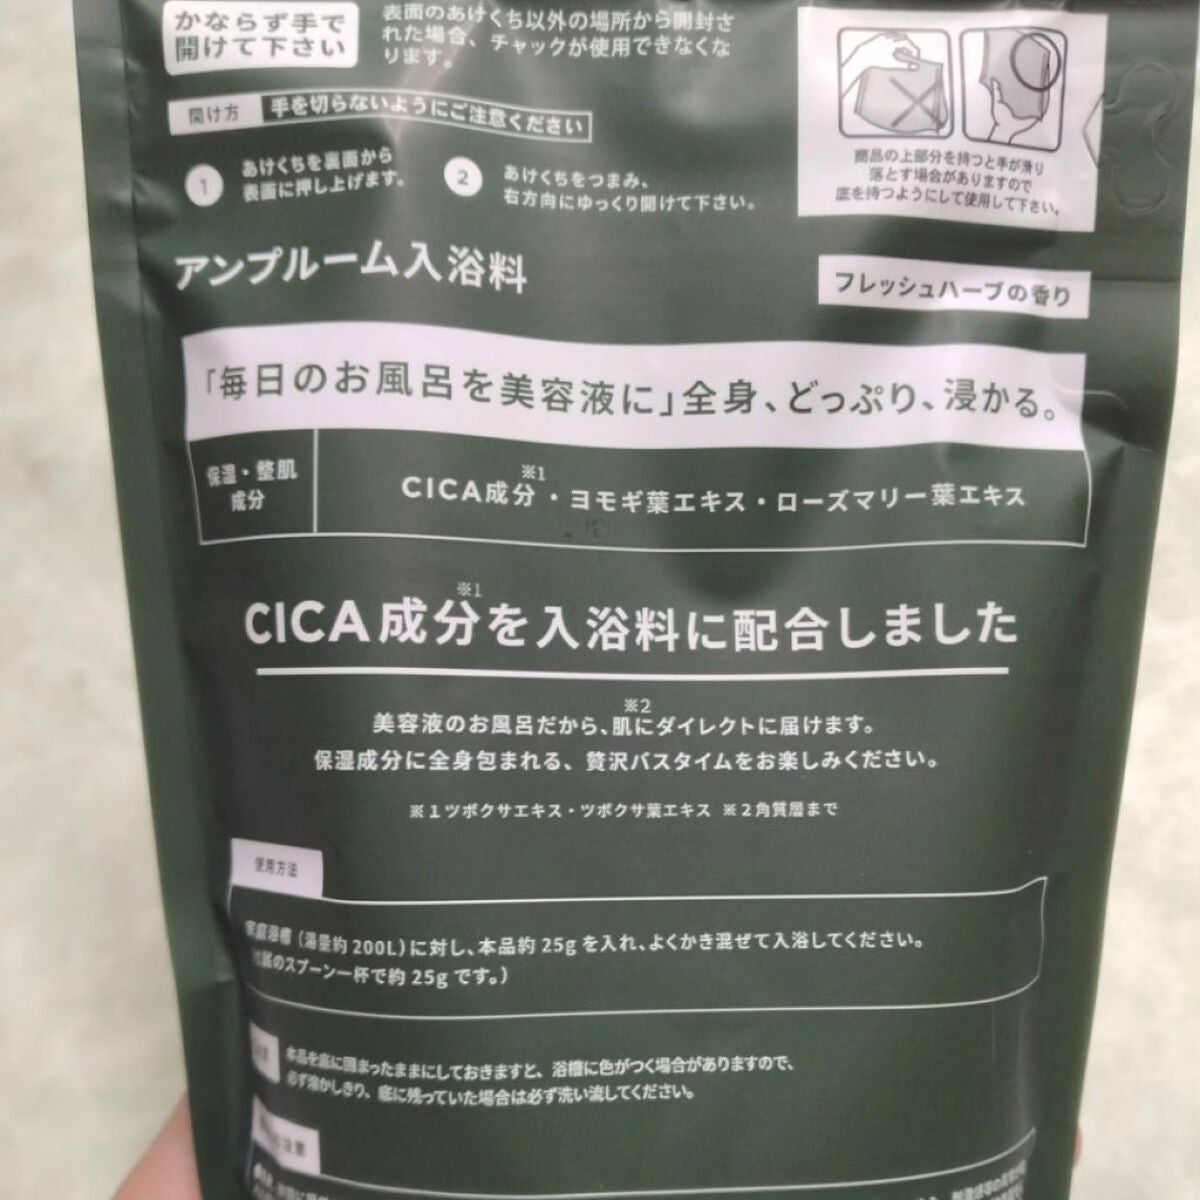 かならず手で
開けて下さい
表面のあけくち以外の場所から開封さ
れた場合、チャックが使用できなくな
ります。
開け方 手を切らないようにご注意ください
1 あけくちを裏面から
表面に押し上げます。
2 あけくちをつまみ、
右方向にゆっくり開けて下さい。
商品の上部分を持つと手が滑り
落とす場合がありますので
底を持つようにして使用して下さい。
アンプルーム入浴料
フレッシュハーブの香り
「毎日のお風呂を美容液に」全身、どっぷり、浸かる。
保湿・整肌
成分
CICA成分※1・ヨモギ葉エキス・ローズマリー葉エキス
CICA成分※1を入浴料に配合しました
美容液のお風呂だから、肌※2にダイレクトに届けます。
保湿成分に全身包まれる、贅沢バスタイムをお楽しみください。
※1ツボクサエキス・ツボクサ葉エキス ※2角質層まで
使用方法
家庭浴槽(湯量約200L)に対し、本品約25gを入れ、よくかき混ぜて入浴してください。
付属のスプーン一杯で約25gです。)
本品を底に固まったままにしておきますと、浴槽に色がつく場合がありますので、
必ず溶かしきり、底に残っていた場合は必ず洗い流してください。
注意